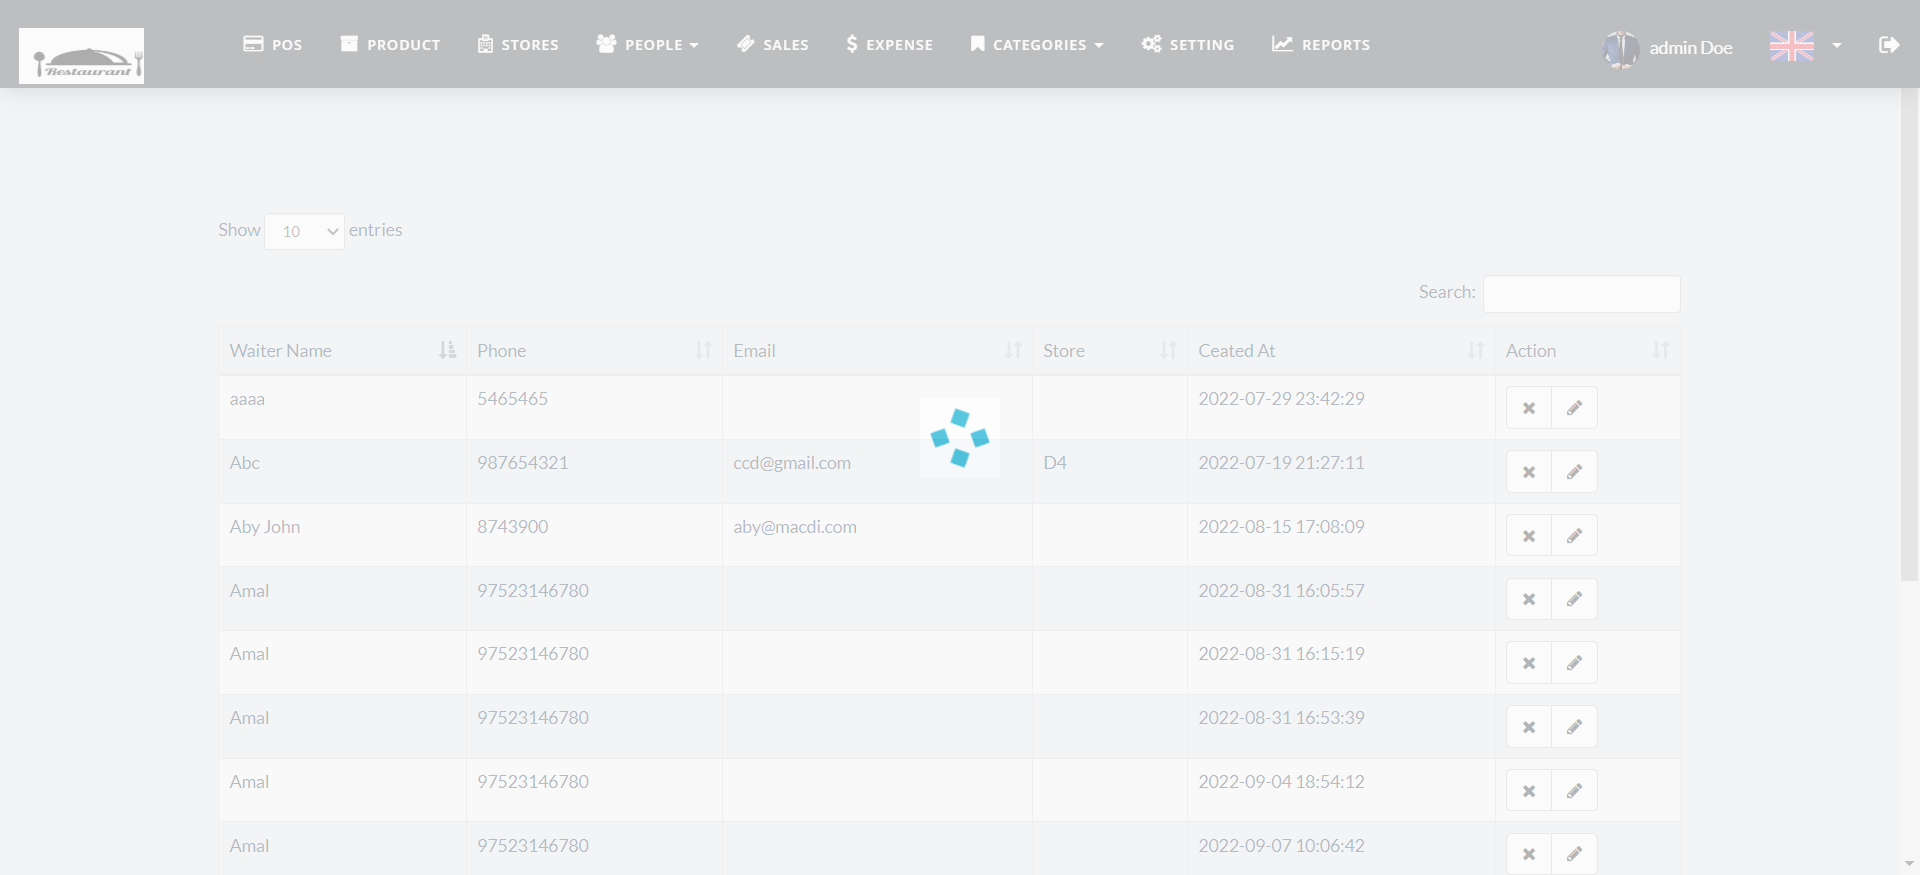 Restaurant
POS PRODUCT STORES PEOPLE SALES EXPENSE CATEGORIES SETTING REPORTS admin Doe
Show 10 entries
Search:
Waiter Name Phone Email Store Ceated At Action
aaaa 5465465 2022-07-29 23:42:29
Abc 987654321 ccd@gmail.com D4 2022-07-19 21:27:11
Aby John 8743900 aby@macdi.com 2022-08-15 17:08:09
Amal 97523146780 2022-08-31 16:05:57
Amal 97523146780 2022-08-31 16:15:19
Amal 97523146780 2022-08-31 16:53:39
Amal 97523146780 2022-09-04 18:54:12
Amal 97523146780 2022-09-07 10:06:42